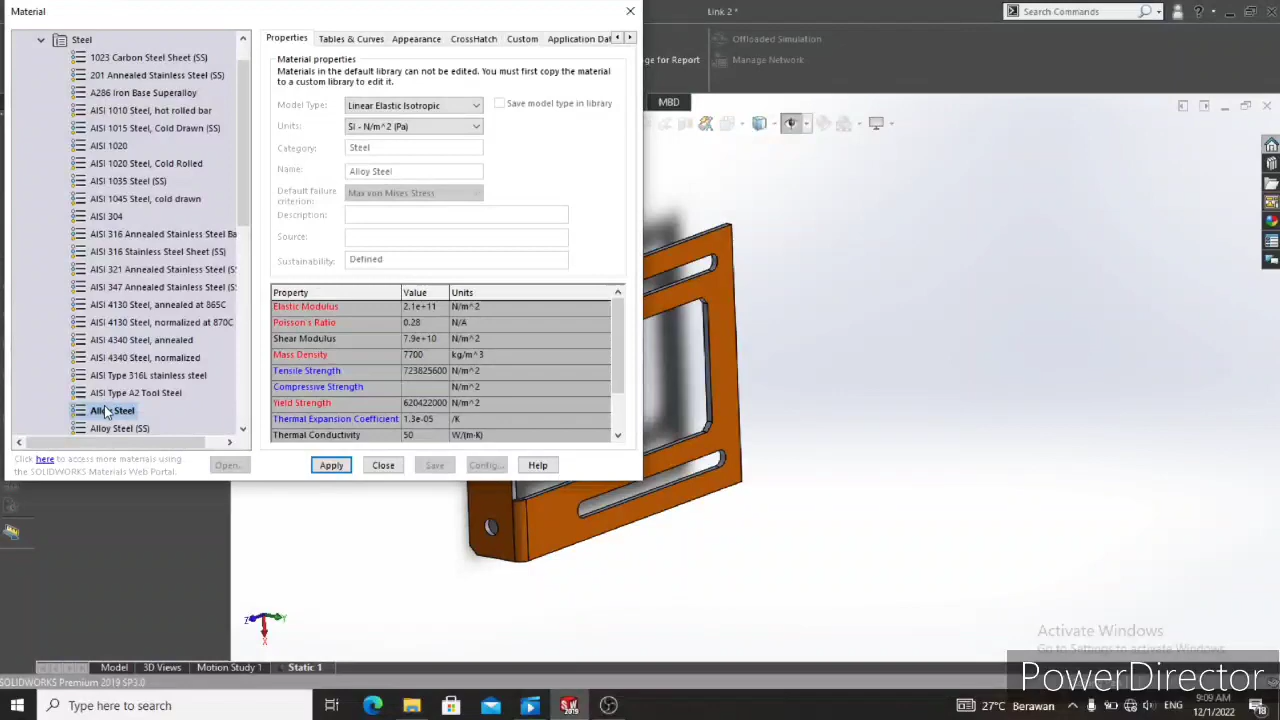 Material
Link 2 *
Search Commands
Steel
1023 Carbon Steel Sheet (SS)
201 Annealed Stainless Steel (SS)
A286 Iron Base Superalloy
AISI 1010 Steel, hot rolled bar
AISI 1015 Steel, Cold Drawn (SS)
AISI 1020
AISI 1020 Steel, Cold Rolled
AISI 1035 Steel (SS)
AISI 1045 Steel, cold drawn
AISI 304
AISI 316 Annealed Stainless Steel Ba
AISI 316 Stainless Steel Sheet (SS)
AISI 321 Annealed Stainless Steel (S
AISI 347 Annealed Stainless Steel (S
AISI 4130 Steel, annealed at 865C
AISI 4130 Steel, normalized at 870C
AISI 4340 Steel, annealed
AISI 4340 Steel, normalized
AISI Type 316L stainless steel
AISI Type A2 Tool Steel
Alloy Steel
Alloy Steel (SS)
Click here to access more materials using
the SOLIDWORKS Materials Web Portal.
Open...
Properties Tables & Curves Appearance CrossHatch Custom Application Dat
Material properties
Materials in the default library can not be edited. You must first copy the material
to a custom library to edit it.
Model Type: Linear Elastic Isotropic Save model type in library
Units: SI - N/m^2 (Pa)
Category: Steel
Name: Alloy Steel
Default failure
criterion: Max von Mises Stress
Description:
Source:
Sustainability: Defined
Property Value Units
Elastic Modulus 2.1e+11 N/m^2
Poisson's Ratio 0.28 N/A
Shear Modulus 7.9e+10 N/m^2
Mass Density 7700 kg/m^3
Tensile Strength 723825600 N/m^2
Compressive Strength N/m^2
Yield Strength 620422000 N/m^2
Thermal Expansion Coefficient 1.3e-05 /K
Thermal Conductivity 50 W/(m·K)
Apply Close Save Config... Help
Offloaded Simulation
ge for Report Manage Network
MBD
Z Y
X
Activate Windows
Go to Settings to activate Windows.
PowerDirector
Model 3D Views Motion Study 1 Static 1
SOLIDWORKS Premium 2019 SP3.0
Type here to search
SW
2019
27°C Berawan
ENG
9:09 AM
12/1/2022
18